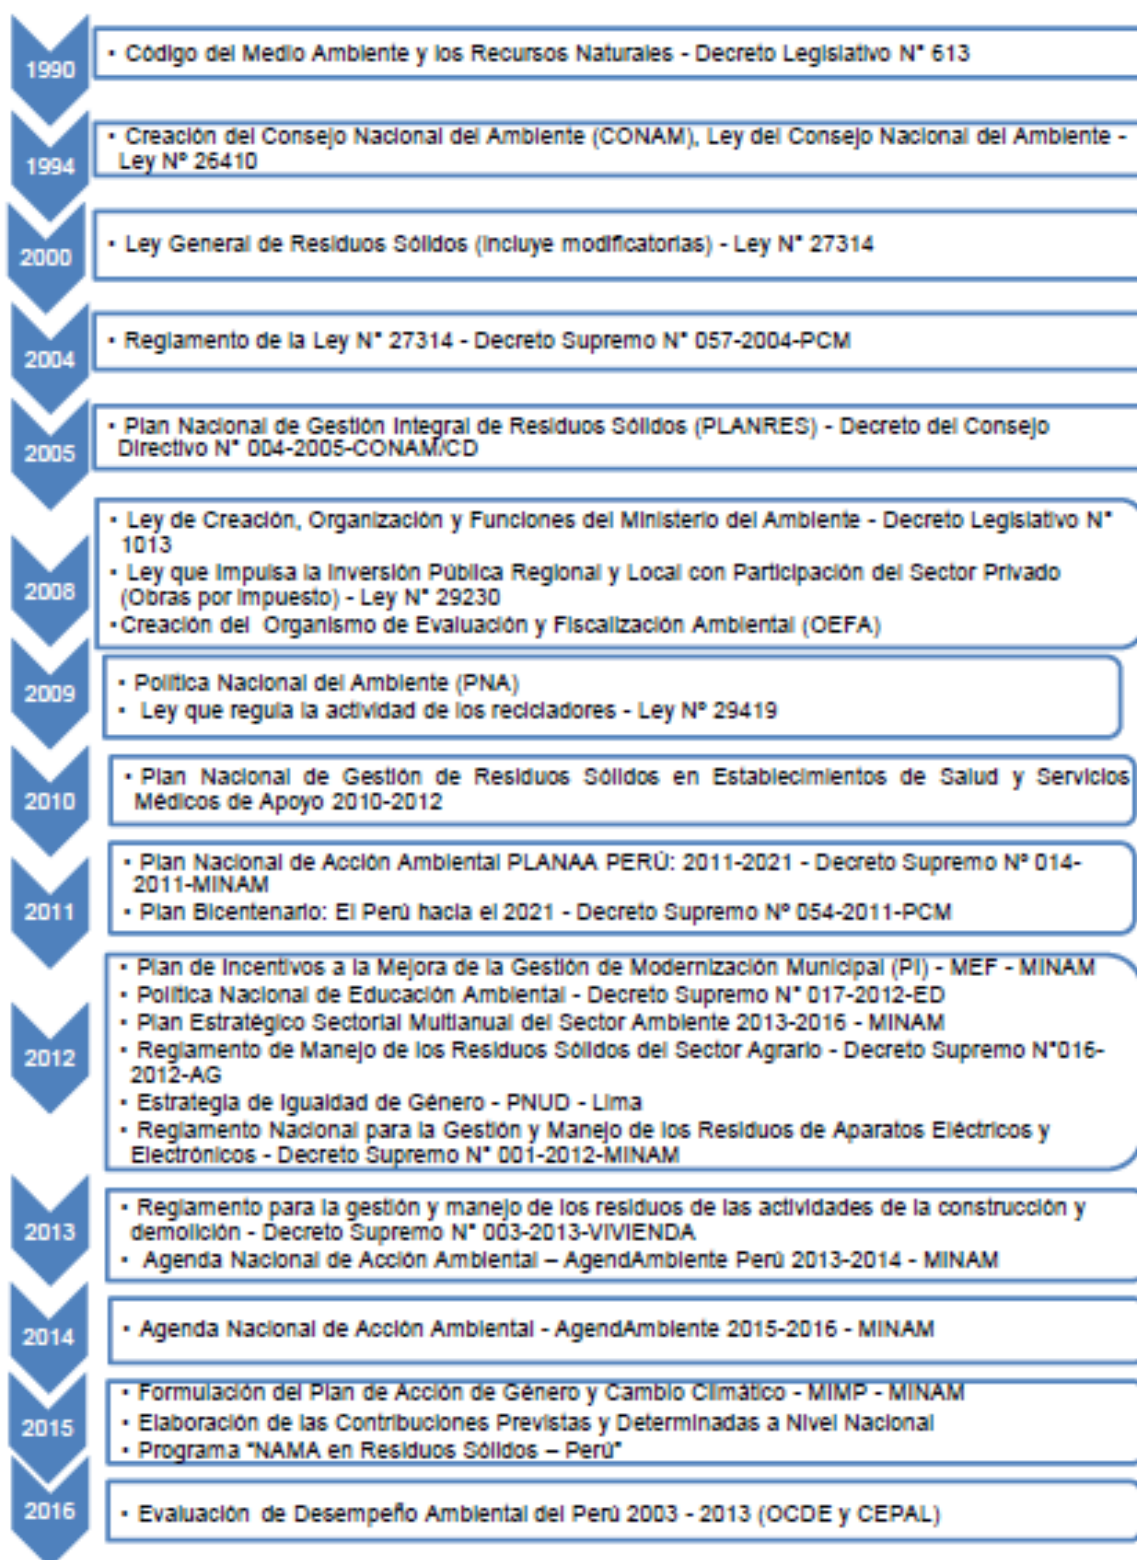 1990
• Código del Medio Ambiente y los Recursos Naturales - Decreto Legislativo N° 613
1994
• Creación del Consejo Nacional del Ambiente (CONAM), Ley del Consejo Nacional del Ambiente -
Ley Nº 26410
2000
• Ley General de Residuos Sólidos (incluye modificatorias) - Ley N° 27314
2004
• Reglamento de la Ley N° 27314 - Decreto Supremo N° 057-2004-PCM
2005
• Plan Nacional de Gestión Integral de Residuos Sólidos (PLANRES) - Decreto del Consejo
Directivo N° 004-2005-CONAM/CD
2008
• Ley de Creación, Organización y Funciones del Ministerio del Ambiente - Decreto Legislativo N°
1013
• Ley que Impulsa la Inversión Pública Regional y Local con Participación del Sector Privado
(Obras por Impuesto) - Ley N° 29230
•Creación del Organismo de Evaluación y Fiscalización Ambiental (OEFA)
2009
• Política Nacional del Ambiente (PNA)
• Ley que regula la actividad de los recicladores - Ley Nº 29419
2010
• Plan Nacional de Gestión de Residuos Sólidos en Establecimientos de Salud y Servicios
Médicos de Apoyo 2010-2012
2011
• Plan Nacional de Acción Ambiental PLANAA PERÚ: 2011-2021 - Decreto Supremo Nº 014-
2011-MINAM
• Plan Bicentenario: El Perú hacia el 2021 - Decreto Supremo Nº 054-2011-PCM
2012
• Plan de Incentivos a la Mejora de la Gestión de Modernización Municipal (PI) - MEF - MINAM
• Política Nacional de Educación Ambiental - Decreto Supremo N° 017-2012-ED
• Plan Estratégico Sectorial Multianual del Sector Ambiente 2013-2016 - MINAM
• Reglamento de Manejo de los Residuos Sólidos del Sector Agrario - Decreto Supremo N°016-
2012-AG
• Estrategia de Igualdad de Género - PNUD - Lima
• Reglamento Nacional para la Gestión y Manejo de los Residuos de Aparatos Eléctricos y
Electrónicos - Decreto Supremo N° 001-2012-MINAM
2013
• Reglamento para la gestión y manejo de los residuos de las actividades de la construcción y
demolición - Decreto Supremo N° 003-2013-VIVIENDA
• Agenda Nacional de Acción Ambiental – AgendAmbiente Perú 2013-2014 - MINAM
2014
• Agenda Nacional de Acción Ambiental - AgendAmbiente 2015-2016 - MINAM
2015
• Formulación del Plan de Acción de Género y Cambio Climático - MIMP - MINAM
• Elaboración de las Contribuciones Previstas y Determinadas a Nivel Nacional
• Programa "NAMA en Residuos Sólidos – Perú"
2016
• Evaluación de Desempeño Ambiental del Perú 2003 - 2013 (OCDE y CEPAL)